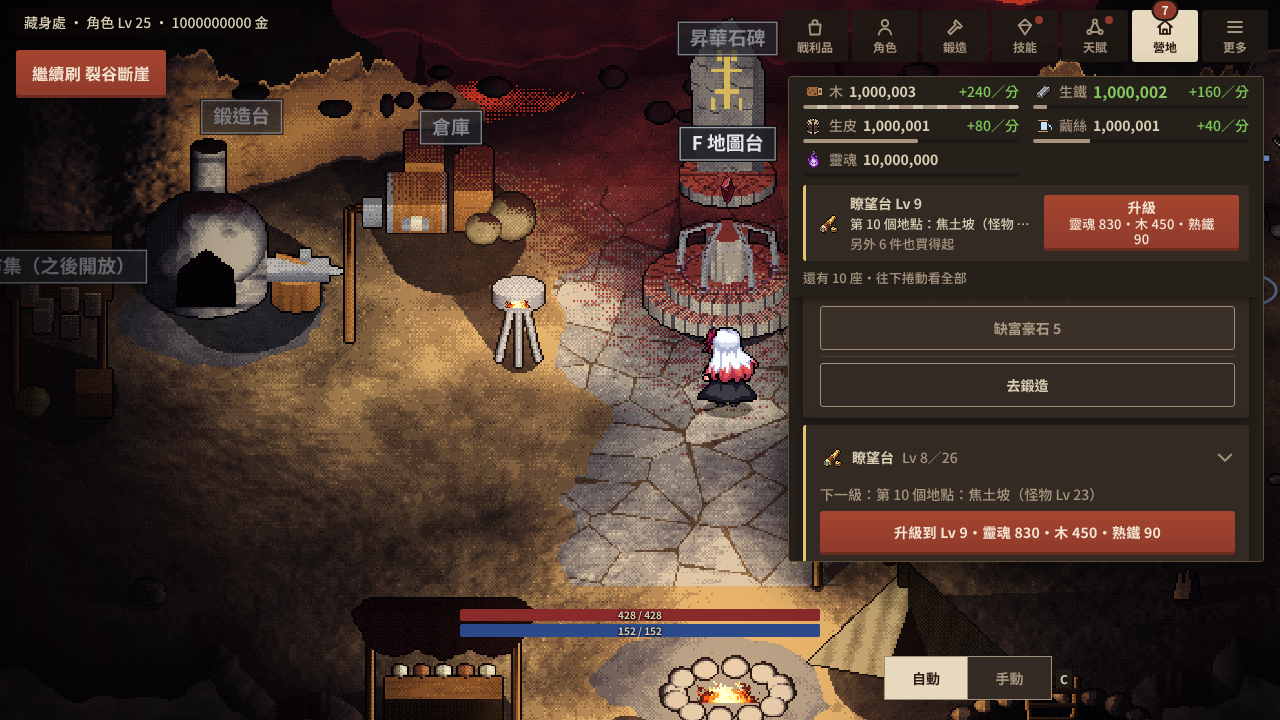 藏身處 · 角色 Lv 25 · 1000000000 金
繼續刷 裂谷斷崖
昇華石碑
鍛造台
倉庫
F 地圖台
集（之後開放）
戰利品
角色
鍛造
技能
天賦
7
營地
更多
木 1,000,003 +240／分
生鐵 1,000,002 +160／分
生皮 1,000,001 +80／分
繭絲 1,000,001 +40／分
靈魂 10,000,000
瞭望台 Lv 9
第 10 個地點：焦土坡（怪物 …
另外 6 件也買得起
升級
靈魂 830 · 木 450 · 熟鐵
90
還有 10 座 · 往下捲動看全部
缺富豪石 5
去鍛造
瞭望台 Lv 8／26
下一級：第 10 個地點：焦土坡（怪物 Lv 23）
升級到 Lv 9 · 靈魂 830 · 木 450 · 熟鐵 90
428 / 428
152 / 152
自動
手動
C